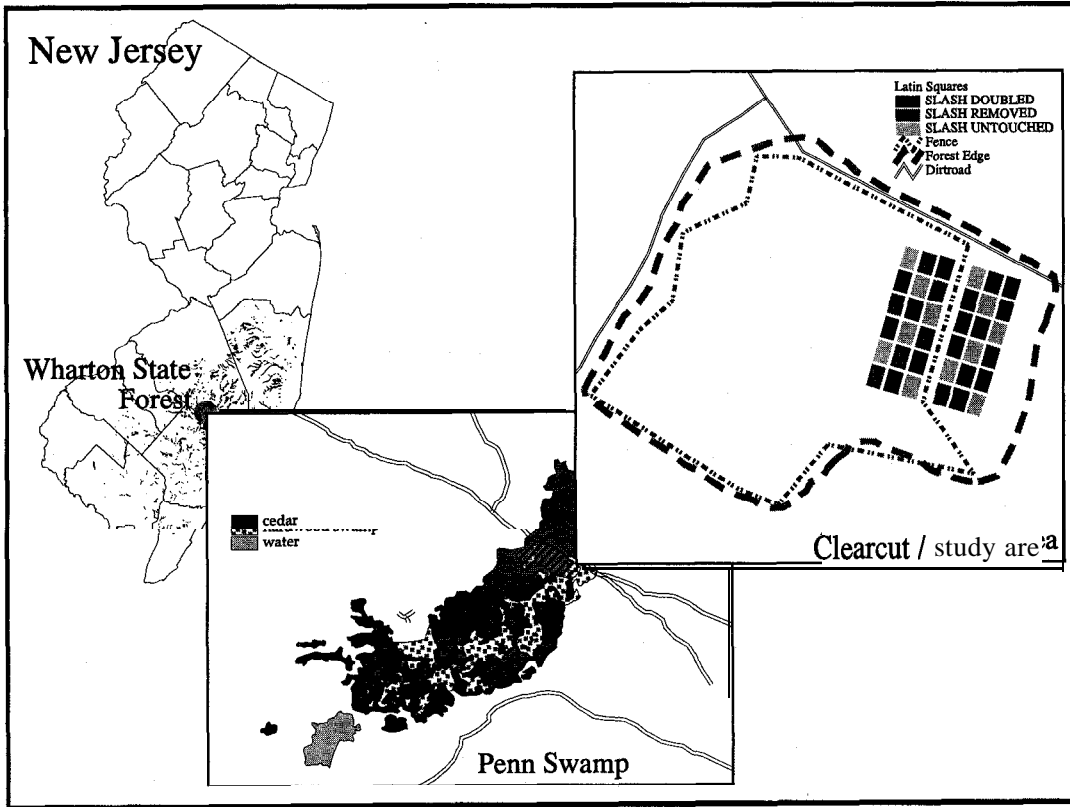 New Jersey
Wharton State
Forest
Latin Squares
SLASH DOUBLED
SLASH REMOVED
SLASH UNTOUCHED
Fence
Forest Edge
Dirtroad
Clearcut / study area
cedar
water
Penn Swamp